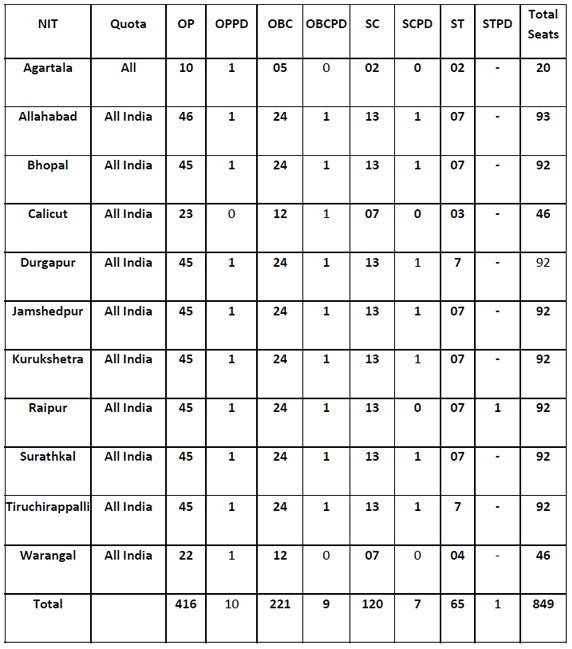 NIT Quota OP OPPD OBC OBCPD SC SCPD ST STPD Total Seats
Agartala All 10 1 05 0 02 0 02 - 20
Allahabad All India 46 1 24 1 13 1 07 - 93
Bhopal All India 45 1 24 1 13 1 07 - 92
Calicut All India 23 0 12 1 07 0 03 - 46
Durgapur All India 45 1 24 1 13 1 7 - 92
Jamshedpur All India 45 1 24 1 13 1 07 - 92
Kurukshetra All India 45 1 24 1 13 1 07 - 92
Raipur All India 45 1 24 1 13 0 07 1 92
Surathkal All India 45 1 24 1 13 1 07 - 92
Tiruchirappalli All India 45 1 24 1 13 1 7 - 92
Warangal All India 22 1 12 0 07 0 04 - 46
Total 416 10 221 9 120 7 65 1 849